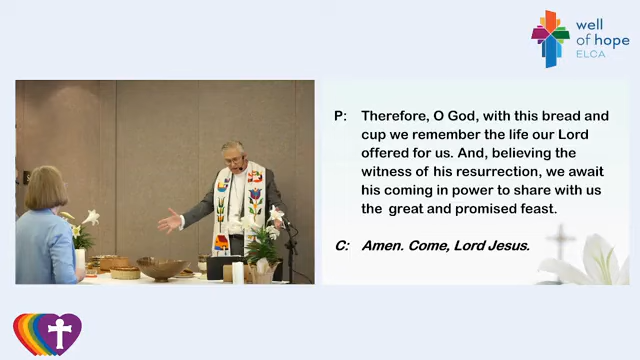 well
of hope
ELCA
P: Therefore, O God, with this bread and
cup we remember the life our Lord
offered for us. And, believing the
witness of his resurrection, we await
his coming in power to share with us
the great and promised feast.
C: Amen. Come, Lord Jesus.